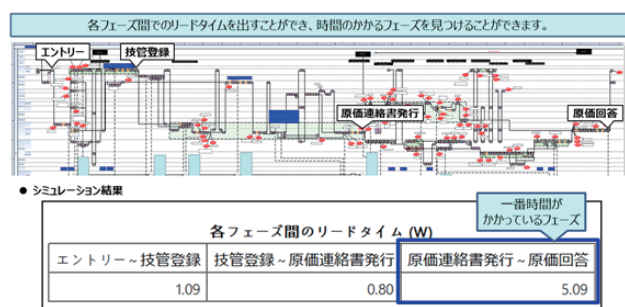 各フェーズ間でのリードタイムを出すことができ、時間のかかるフェーズを見つけることができます。
エントリー
技管登録
原価連絡書発行
原価回答
● シミュレーション結果
一番時間が
かかっているフェーズ
各フェーズ間のリードタイム (W)
エントリー~技管登録 技管登録~原価連絡書発行 原価連絡書発行~原価回答
1.09 0.80 5.09